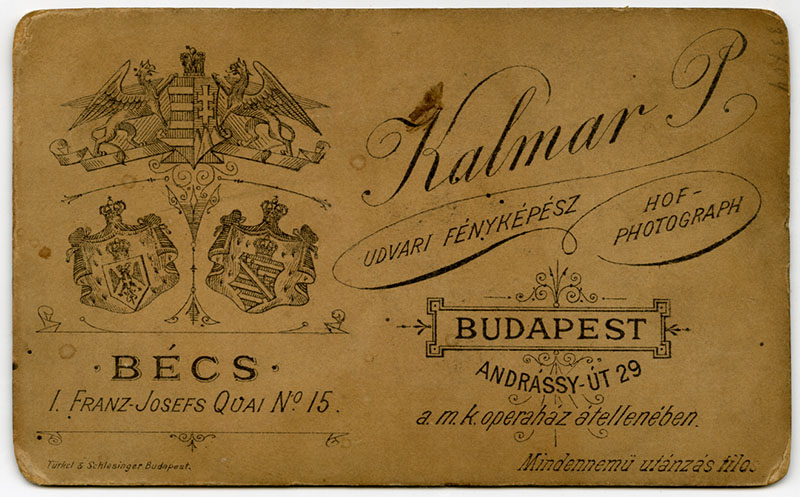 Kalmar P.
UDVARI FÉNYKÉPÉSZ
HOF-
PHOTOGRAPH
· BÉCS ·
I. FRANZ-JOSEFS QUAI No 15.
BUDAPEST
ANDRÁSSY-ÚT 29
a. m. k. operaház átellenében.
Türkel & Schlesinger. Budapest.
Mindennemű utánzás tilos